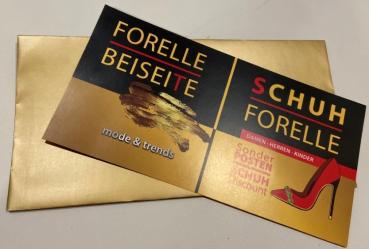 FORELLE
BEISEITE
mode & trends
SCHUH
FORELLE
DAMEN · HERREN · KINDER
Sonder
POSTEN
SCHUH
Discount